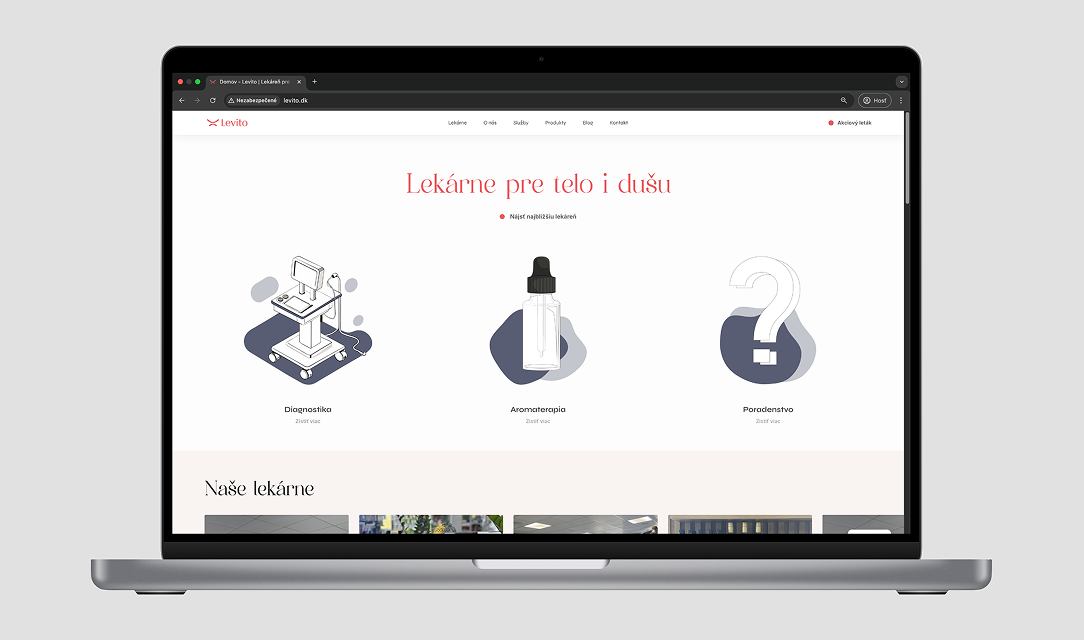 Domov - Levito | Lekáreň pre
Nezabezpečené levito.dk
Hosť
Levito
Lekárne O nás Služby Produkty Blog Kontakt
Akciový leták
Lekárne pre telo i dušu
Nájsť najbližšiu lekáreň
Diagnostika Aromaterapia Poradenstvo
Zistiť viac Zistiť viac Zistiť viac
Naše lekárne